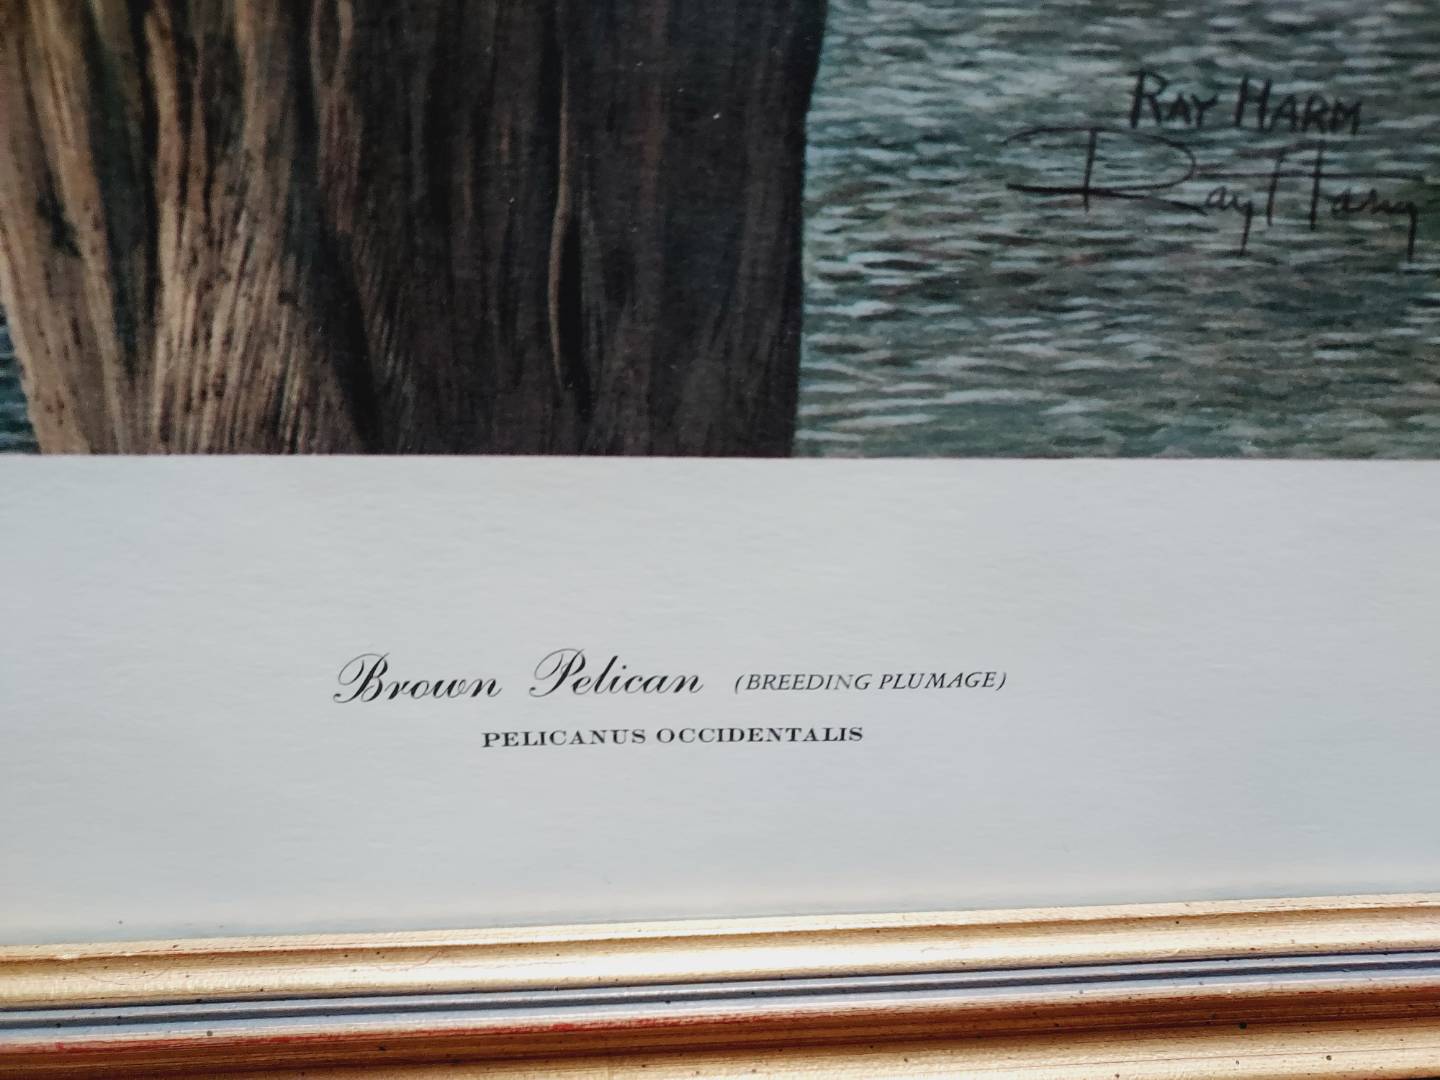 RAY HARM
Ray Harm
Brown Pelican (BREEDING PLUMAGE)
PELICANUS OCCIDENTALIS